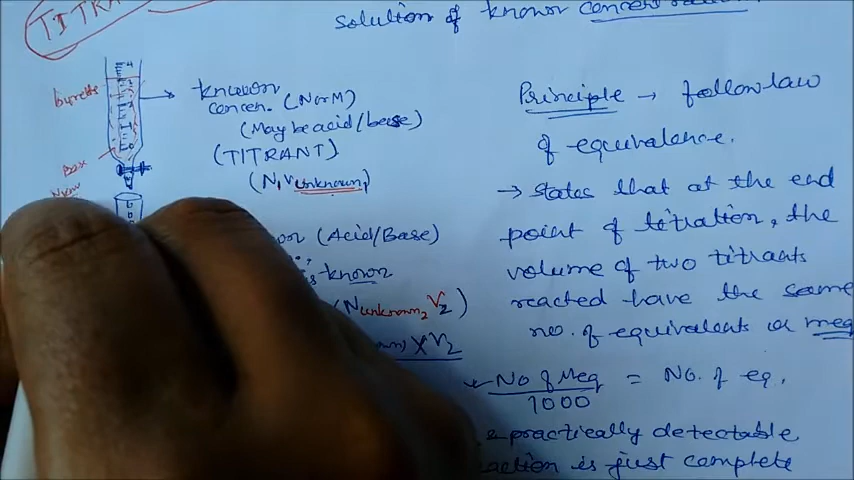 TITRA
solution of known concentration
burette
known
concen. (N or M)
(May be acid/base)
(TITRANT)
(N, V unknown,)
(Acid/Base)
is known
(N unknown2 V2)
) X V2
Principle → follow law
of equivalence.
→ states that at the end
point of titration, the
volume of two titrants
reacted have the same
no. of equivalents or meq
No of Meq = No. of eq.
1000
practically detectable
is just complete